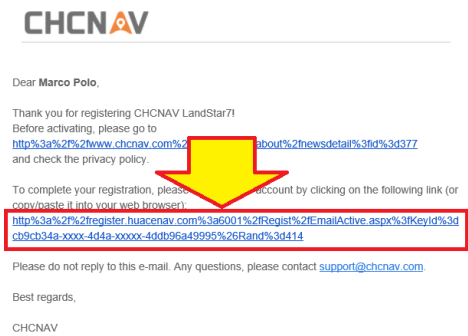 CHCNAV
Dear Marco Polo,
Thank you for registering CHCNAV LandStar7!
Before activating, please go to
http%3a%2f%2fwww.chcnav.com%2 about%2fnewsdetail%3fid%3d377
and check the privacy policy.
To complete your registration, please account by clicking on the following link (or
copy/paste it into your web browser):
http%3a%2f%2fregister.huacenav.com%3a6001%2fRegist%2fEmailActive.aspx%3fKeyId%3d
cb9cb34a-xxxx-4d4a-xxxxx-4ddb96a49995%26Rand%3d414
Please do not reply to this e-mail. Any questions, please contact support@chcnav.com.
Best regards,
CHCNAV